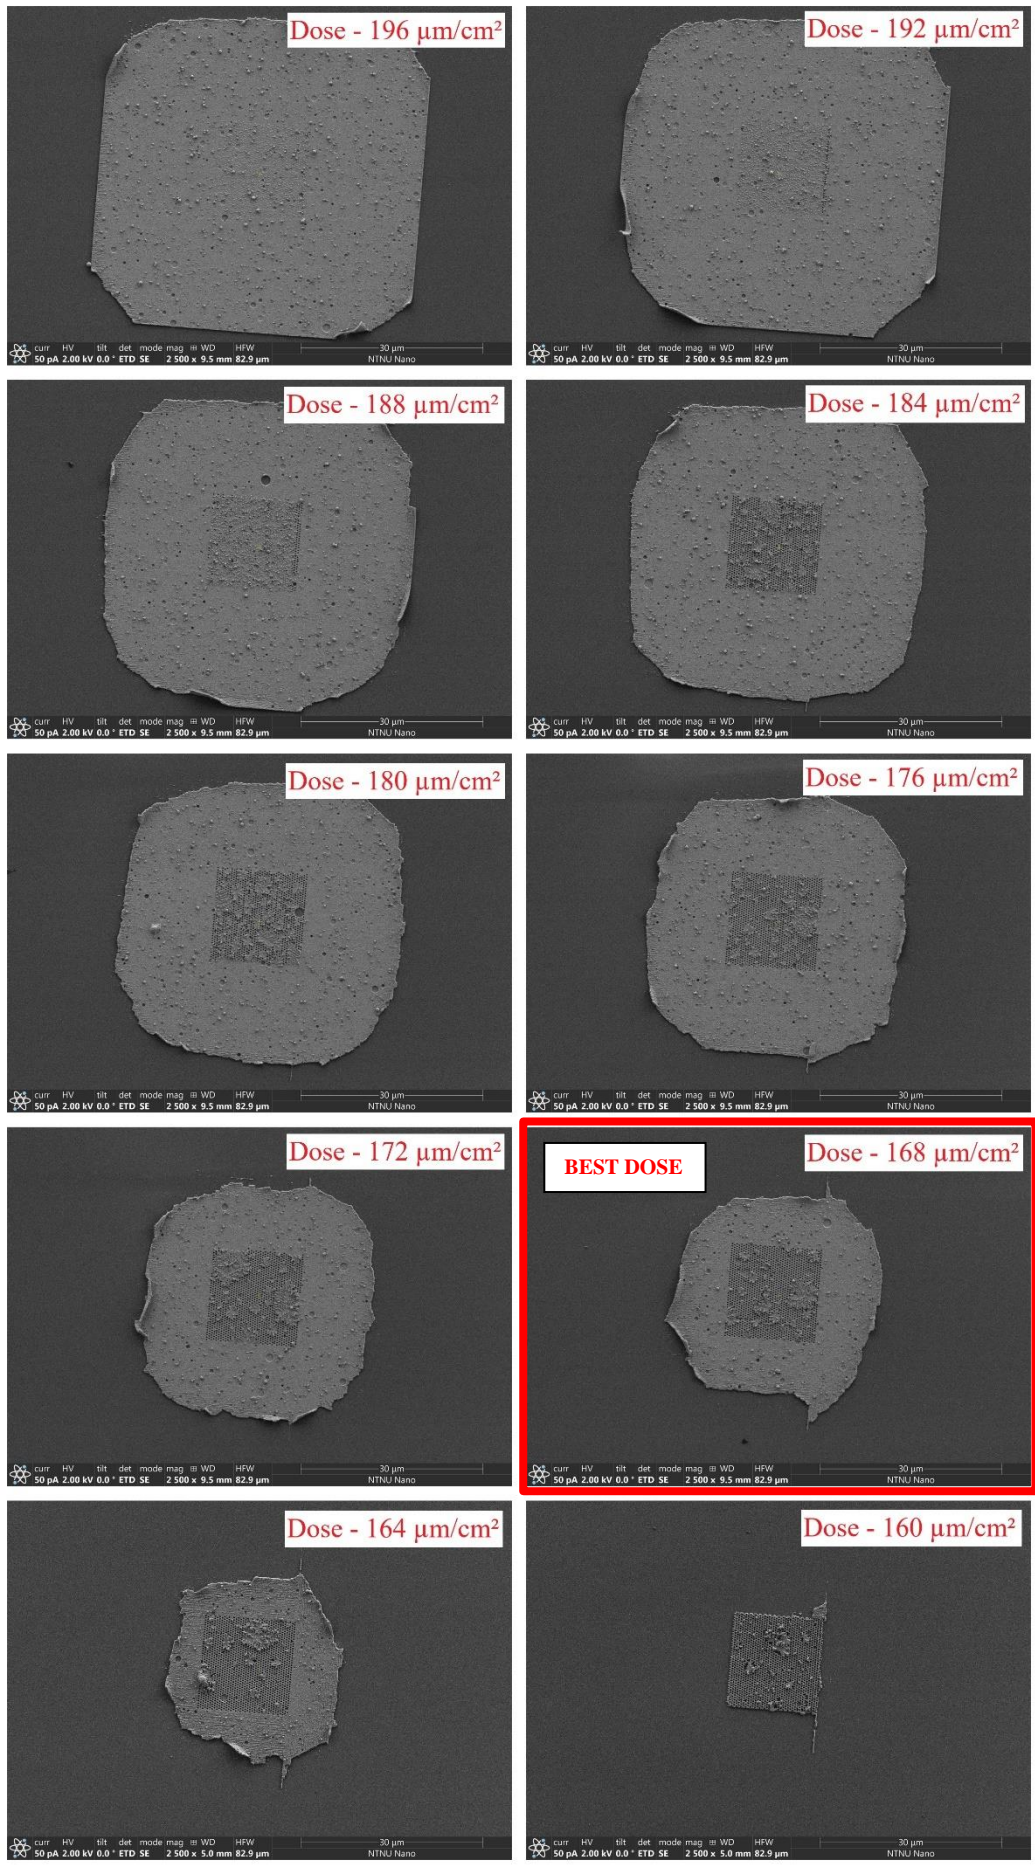 Dose - 196 µm/cm²
curr HV tilt det mode mag ⊞ WD HFW 30 µm
50 pA 2.00 kV 0.0 ° ETD SE 2 500 x 9.5 mm 82.9 µm NTNU Nano
Dose - 192 µm/cm²
curr HV tilt det mode mag ⊞ WD HFW 30 µm
50 pA 2.00 kV 0.0 ° ETD SE 2 500 x 9.5 mm 82.9 µm NTNU Nano
Dose - 188 µm/cm²
curr HV tilt det mode mag ⊞ WD HFW 30 µm
50 pA 2.00 kV 0.0 ° ETD SE 2 500 x 9.5 mm 82.9 µm NTNU Nano
Dose - 184 µm/cm²
curr HV tilt det mode mag ⊞ WD HFW 30 µm
50 pA 2.00 kV 0.0 ° ETD SE 2 500 x 9.5 mm 82.9 µm NTNU Nano
Dose - 180 µm/cm²
curr HV tilt det mode mag ⊞ WD HFW 30 µm
50 pA 2.00 kV 0.0 ° ETD SE 2 500 x 9.5 mm 82.9 µm NTNU Nano
Dose - 176 µm/cm²
curr HV tilt det mode mag ⊞ WD HFW 30 µm
50 pA 2.00 kV 0.0 ° ETD SE 2 500 x 9.5 mm 82.9 µm NTNU Nano
Dose - 172 µm/cm²
curr HV tilt det mode mag ⊞ WD HFW 30 µm
50 pA 2.00 kV 0.0 ° ETD SE 2 500 x 9.5 mm 82.9 µm NTNU Nano
Dose - 168 µm/cm²
BEST DOSE
curr HV tilt det mode mag ⊞ WD HFW 30 µm
50 pA 2.00 kV 0.0 ° ETD SE 2 500 x 9.5 mm 82.9 µm NTNU Nano
Dose - 164 µm/cm²
curr HV tilt det mode mag ⊞ WD HFW 30 µm
50 pA 2.00 kV 0.0 ° ETD SE 2 500 x 5.0 mm 82.9 µm NTNU Nano
Dose - 160 µm/cm²
curr HV tilt det mode mag ⊞ WD HFW 30 µm
50 pA 2.00 kV 0.0 ° ETD SE 2 500 x 5.0 mm 82.9 µm NTNU Nano